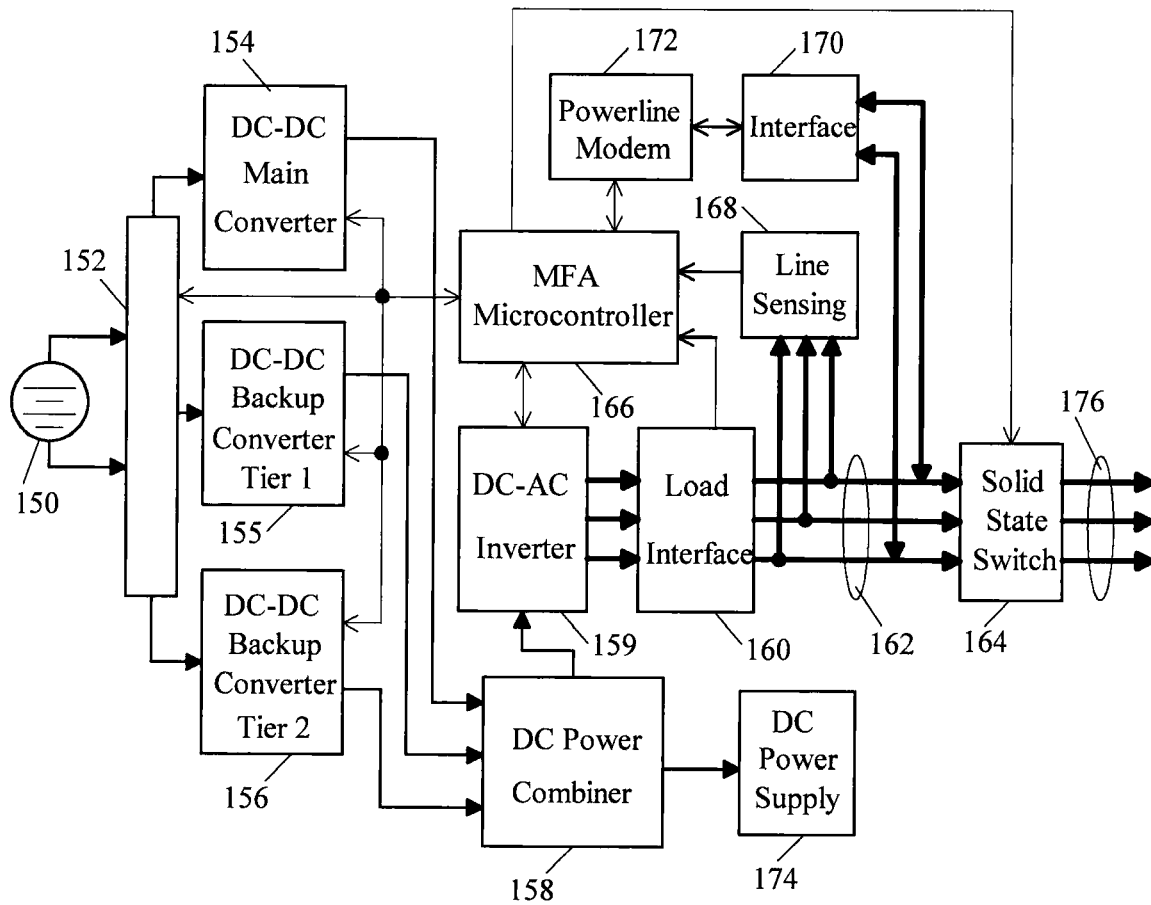 154
DC-DC
Main
Converter
172
Powerline
Modem
170
Interface
168
Line
Sensing
152
MFA
Microcontroller
166
150
DC-DC
Backup
Converter
Tier 1
155
DC-AC
Inverter
159
Load
Interface
160
162
Solid
State
Switch
164
176
DC-DC
Backup
Converter
Tier 2
156
DC Power
Combiner
158
DC
Power
Supply
174